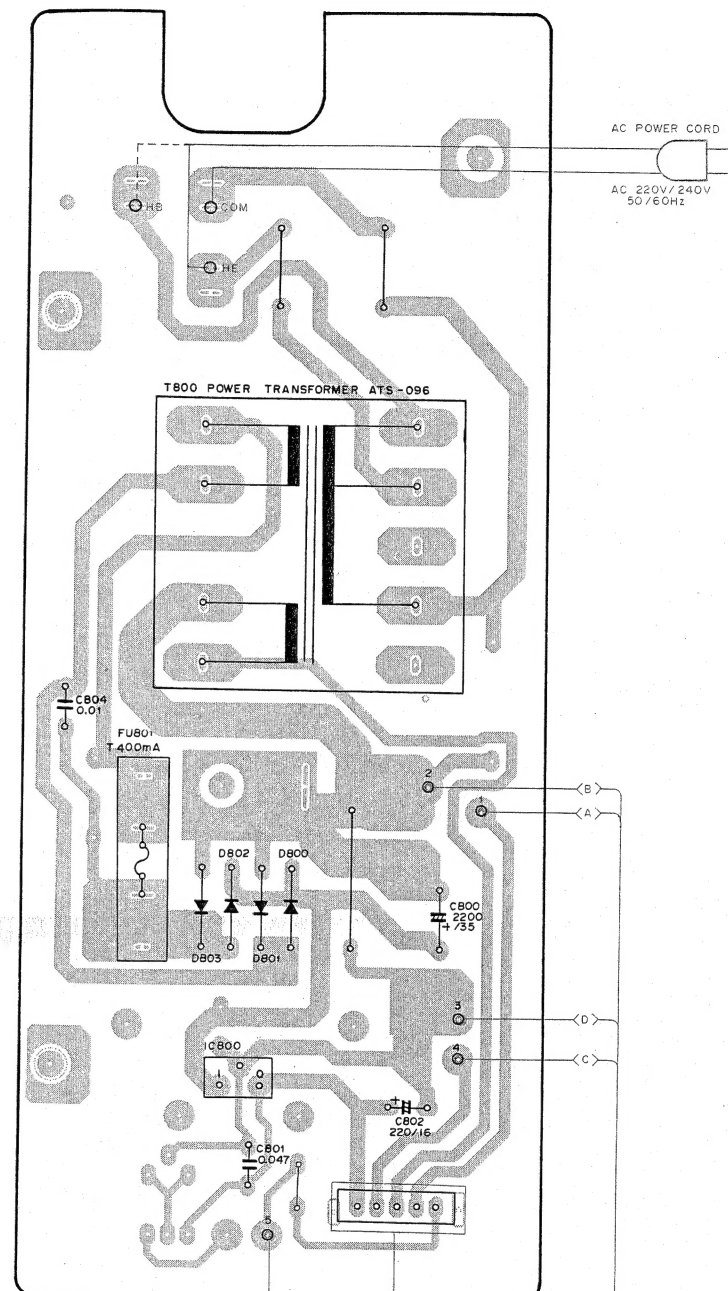 AC POWER CORD
AC 220V/240V
50/60Hz
HB
COM
HE
T800 POWER TRANSFORMER ATS-096
C804
0.01
FU801
T400mA
2
B
1
A
D802
D800
C800
2200
+/35
D803
D801
3
D
4
C
IC800
I
O
+
C802
220/16
C801
0.047
5